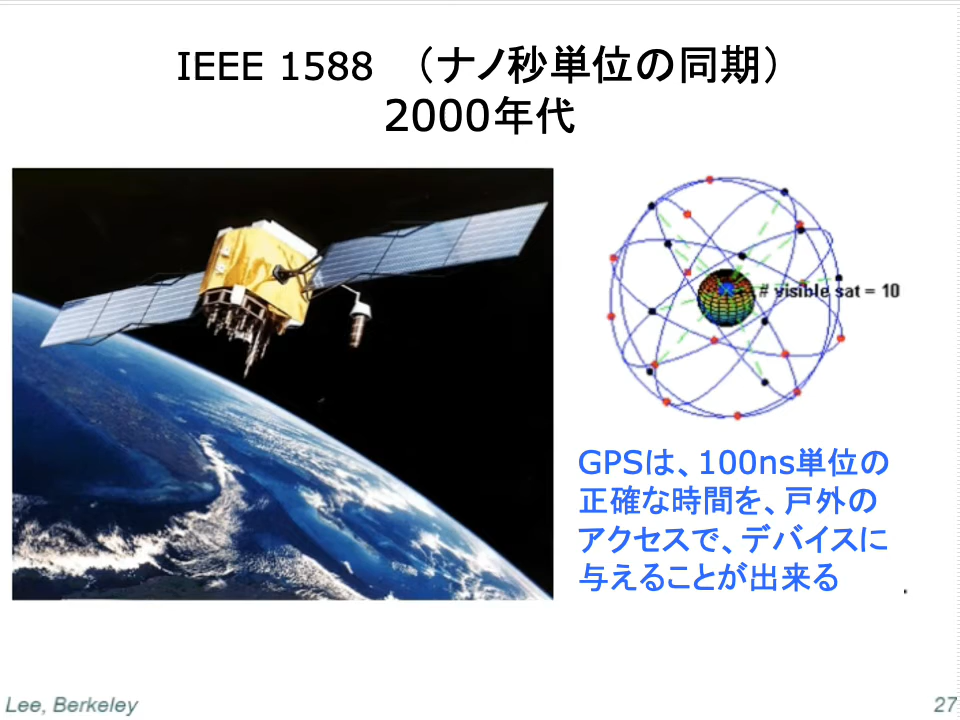 IEEE 1588 （ナノ秒単位の同期）
2000年代
# visible sat = 10
GPSは、100ns単位の
正確な時間を、戸外の
アクセスで、デバイスに
与えることが出来る
Lee, Berkeley
27